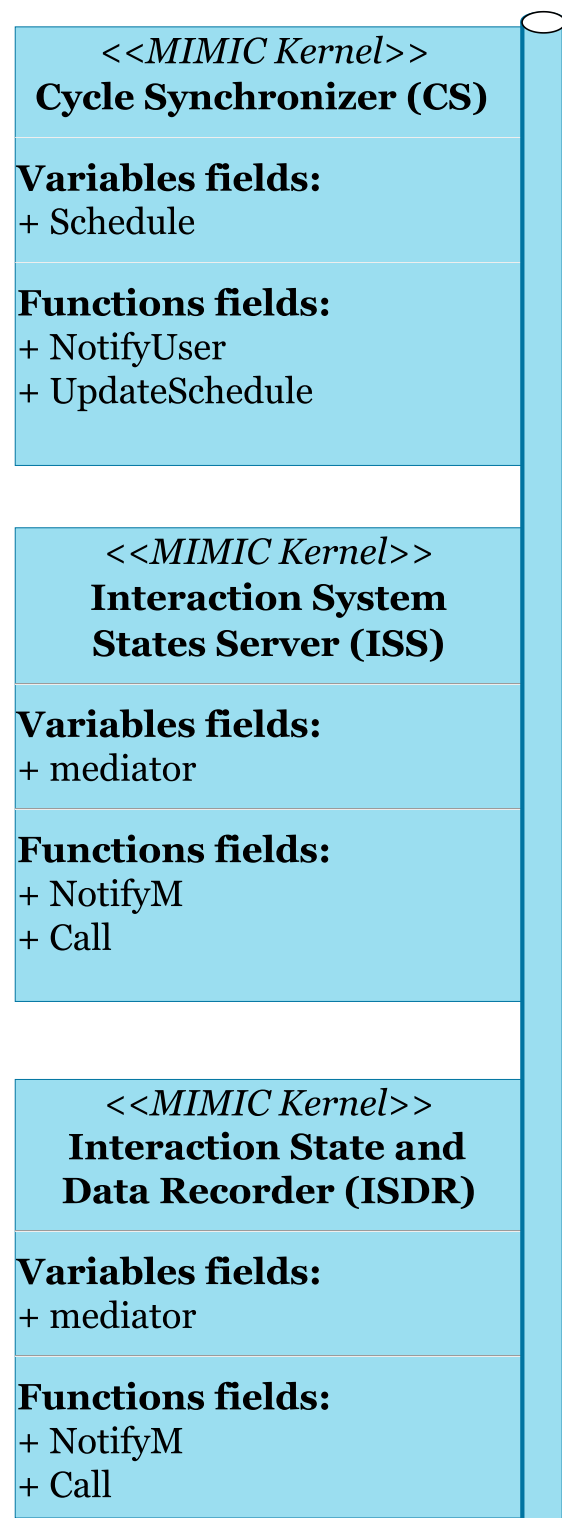 <<MIMIC Kernel>>
Cycle Synchronizer (CS)
Variables fields:
+ Schedule
Functions fields:
+ NotifyUser
+ UpdateSchedule
<<MIMIC Kernel>>
Interaction System
States Server (ISS)
Variables fields:
+ mediator
Functions fields:
+ NotifyM
+ Call
<<MIMIC Kernel>>
Interaction State and
Data Recorder (ISDR)
Variables fields:
+ mediator
Functions fields:
+ NotifyM
+ Call